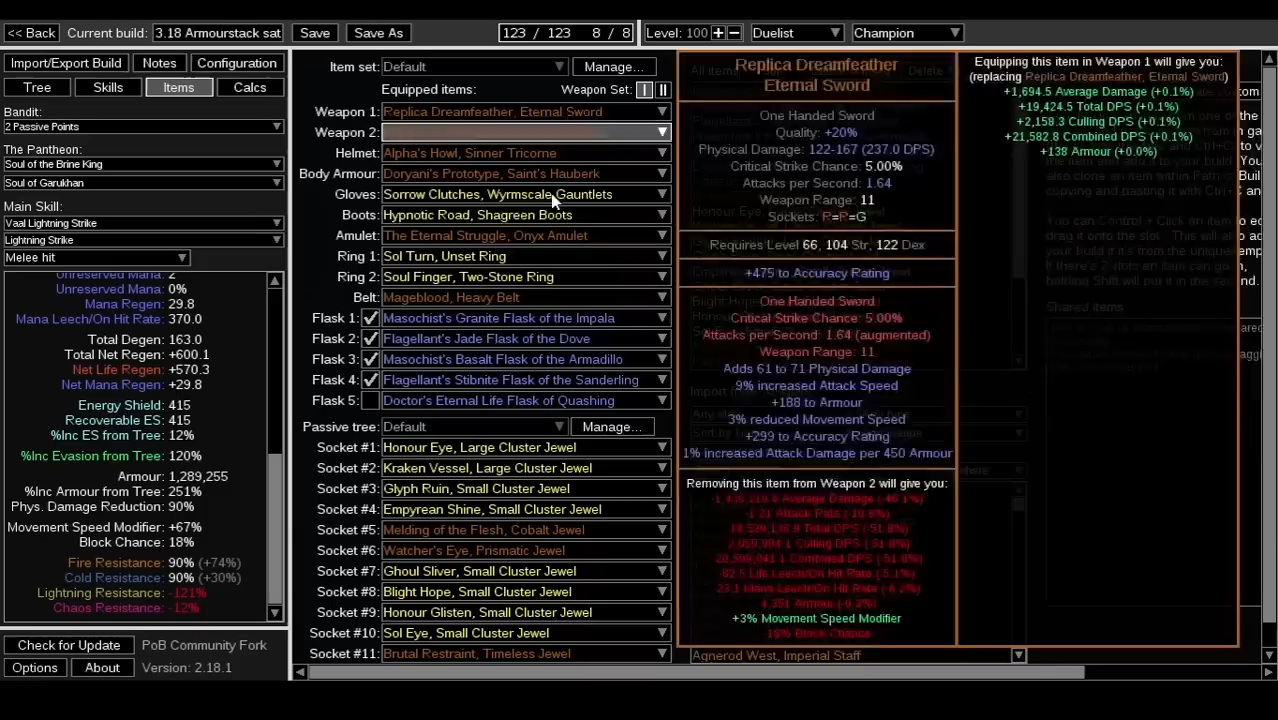 << Back
Current build:
3.18 Armourstack sat
Save
Save As
123 / 123 8 / 8
Level: 100
+
-
Duelist
Champion
Import/Export Build
Notes
Configuration
Tree
Skills
Items
Calcs
Bandit:
2 Passive Points
The Pantheon:
Soul of the Brine King
Soul of Garukhan
Main Skill:
Vaal Lightning Strike
Lightning Strike
Melee hit
Unreserved Mana: 2
Unreserved Mana: 0%
Mana Regen: 29.8
Mana Leech/On Hit Rate: 370.0
Total Degen: 163.0
Total Net Regen: +600.1
Net Life Regen: +570.3
Net Mana Regen: +29.8
Energy Shield: 415
Recoverable ES: 415
%Inc ES from Tree: 12%
%Inc Evasion from Tree: 120%
Armour: 1,289,255
%Inc Armour from Tree: 251%
Phys. Damage Reduction: 90%
Movement Speed Modifier: +67%
Block Chance: 18%
Fire Resistance: 90% (+74%)
Cold Resistance: 90% (+30%)
Lightning Resistance: -121%
Chaos Resistance: -12%
Check for Update
PoB Community Fork
Options
About
Version: 2.18.1
Item set: Default
Manage...
Equipped items:
Weapon Set: I II
Weapon 1: Replica Dreamfeather, Eternal Sword
Weapon 2:
Helmet: Alpha's Howl, Sinner Tricorne
Body Armour: Doryani's Prototype, Saint's Hauberk
Gloves: Sorrow Clutches, Wyrmscale Gauntlets
Boots: Hypnotic Road, Shagreen Boots
Amulet: The Eternal Struggle, Onyx Amulet
Ring 1: Sol Turn, Unset Ring
Ring 2: Soul Finger, Two-Stone Ring
Belt: Mageblood, Heavy Belt
Flask 1: Masochist's Granite Flask of the Impala
Flask 2: Flagellant's Jade Flask of the Dove
Flask 3: Masochist's Basalt Flask of the Armadillo
Flask 4: Flagellant's Stibnite Flask of the Sanderling
Flask 5: Doctor's Eternal Life Flask of Quashing
Passive tree: Default
Manage...
Socket #1: Honour Eye, Large Cluster Jewel
Socket #2: Kraken Vessel, Large Cluster Jewel
Socket #3: Glyph Ruin, Small Cluster Jewel
Socket #4: Empyrean Shine, Small Cluster Jewel
Socket #5: Melding of the Flesh, Cobalt Jewel
Socket #6: Watcher's Eye, Prismatic Jewel
Socket #7: Ghoul Sliver, Small Cluster Jewel
Socket #8: Blight Hope, Small Cluster Jewel
Socket #9: Honour Glisten, Small Cluster Jewel
Socket #10: Sol Eye, Small Cluster Jewel
Socket #11: Brutal Restraint, Timeless Jewel
Replica Dreamfeather
Eternal Sword
One Handed Sword
Quality: +20%
Physical Damage: 122-167 (237.0 DPS)
Critical Strike Chance: 5.00%
Attacks per Second: 1.64
Weapon Range: 11
Sockets: R=R=G
Requires Level 66, 104 Str, 122 Dex
+475 to Accuracy Rating
One Handed Sword
Critical Strike Chance: 5.00%
Attacks per Second: 1.64 (augmented)
Weapon Range: 11
Adds 61 to 71 Physical Damage
9% increased Attack Speed
+188 to Armour
3% reduced Movement Speed
+299 to Accuracy Rating
1% increased Attack Damage per 450 Armour
Removing this item from Weapon 2 will give you:
+3% Movement Speed Modifier
-18% Block Chance
Agnerod West, Imperial Staff
Equipping this item in Weapon 1 will give you:
(replacing Replica Dreamfeather, Eternal Sword)
+1,694.5 Average Damage (+0.1%)
+19,424.5 Total DPS (+0.1%)
+2,158.3 Culling DPS (+0.1%)
+21,582.8 Combined DPS (+0.1%)
+138 Armour (+0.0%)